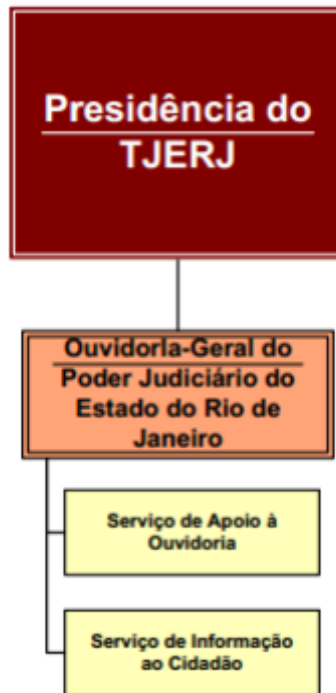 Presidência do
TJERJ
Ouvidoria-Geral do
Poder Judiciário do
Estado do Rio de
Janeiro
Serviço de Apoio à
Ouvidoria
Serviço de Informação
ao Cidadão